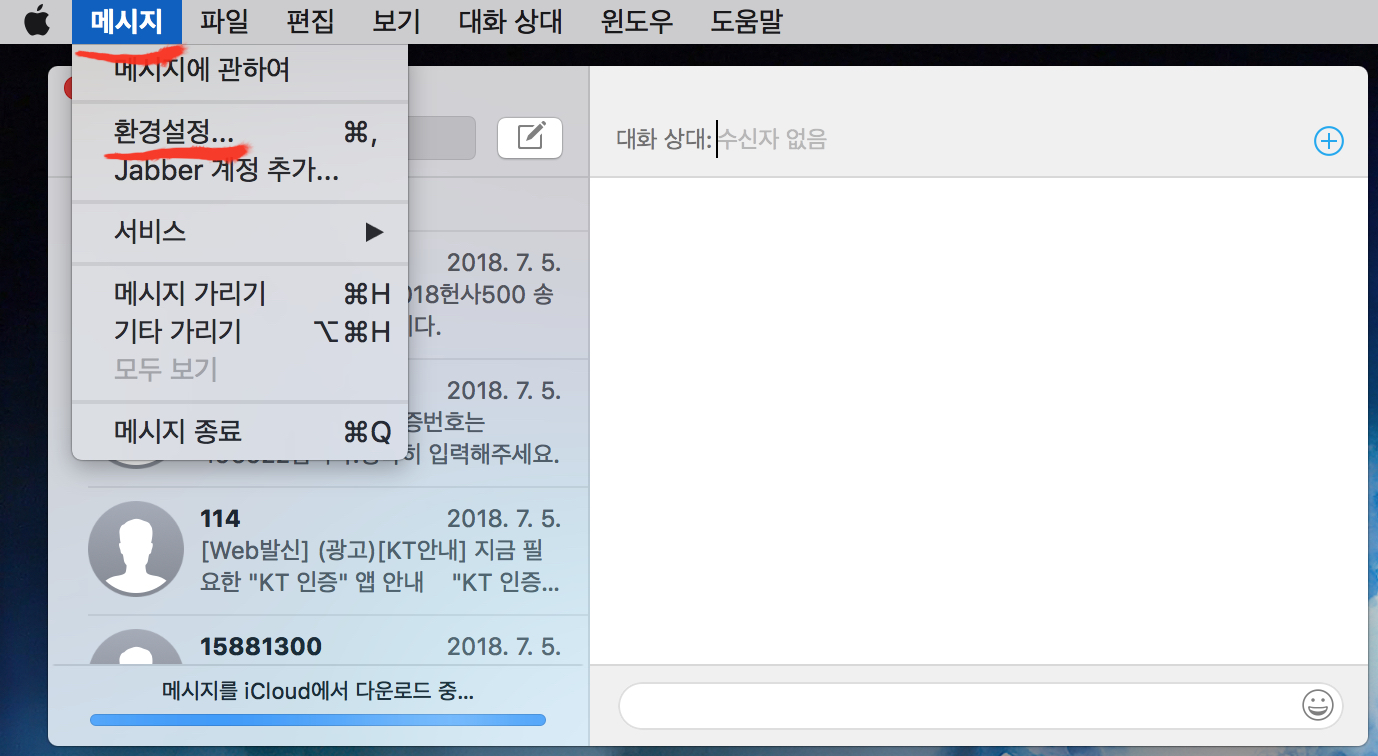 메시지 파일 편집 보기 대화 상대 윈도우 도움말
메시지에 관하여
환경설정... ⌘,
Jabber 계정 추가...
서비스 ▶
메시지 가리기 ⌘H
기타 가리기 ⌥⌘H
모두 보기
메시지 종료 ⌘Q
2018. 7. 5.
018헌사500 송
다.
2018. 7. 5.
증번호는
입력해주세요.
114 2018. 7. 5.
[Web발신] (광고)[KT안내] 지금 필
요한 "KT 인증" 앱 안내 "KT 인증...
15881300 2018. 7. 5.
메시지를 iCloud에서 다운로드 중...
대화 상대: 수신자 없음